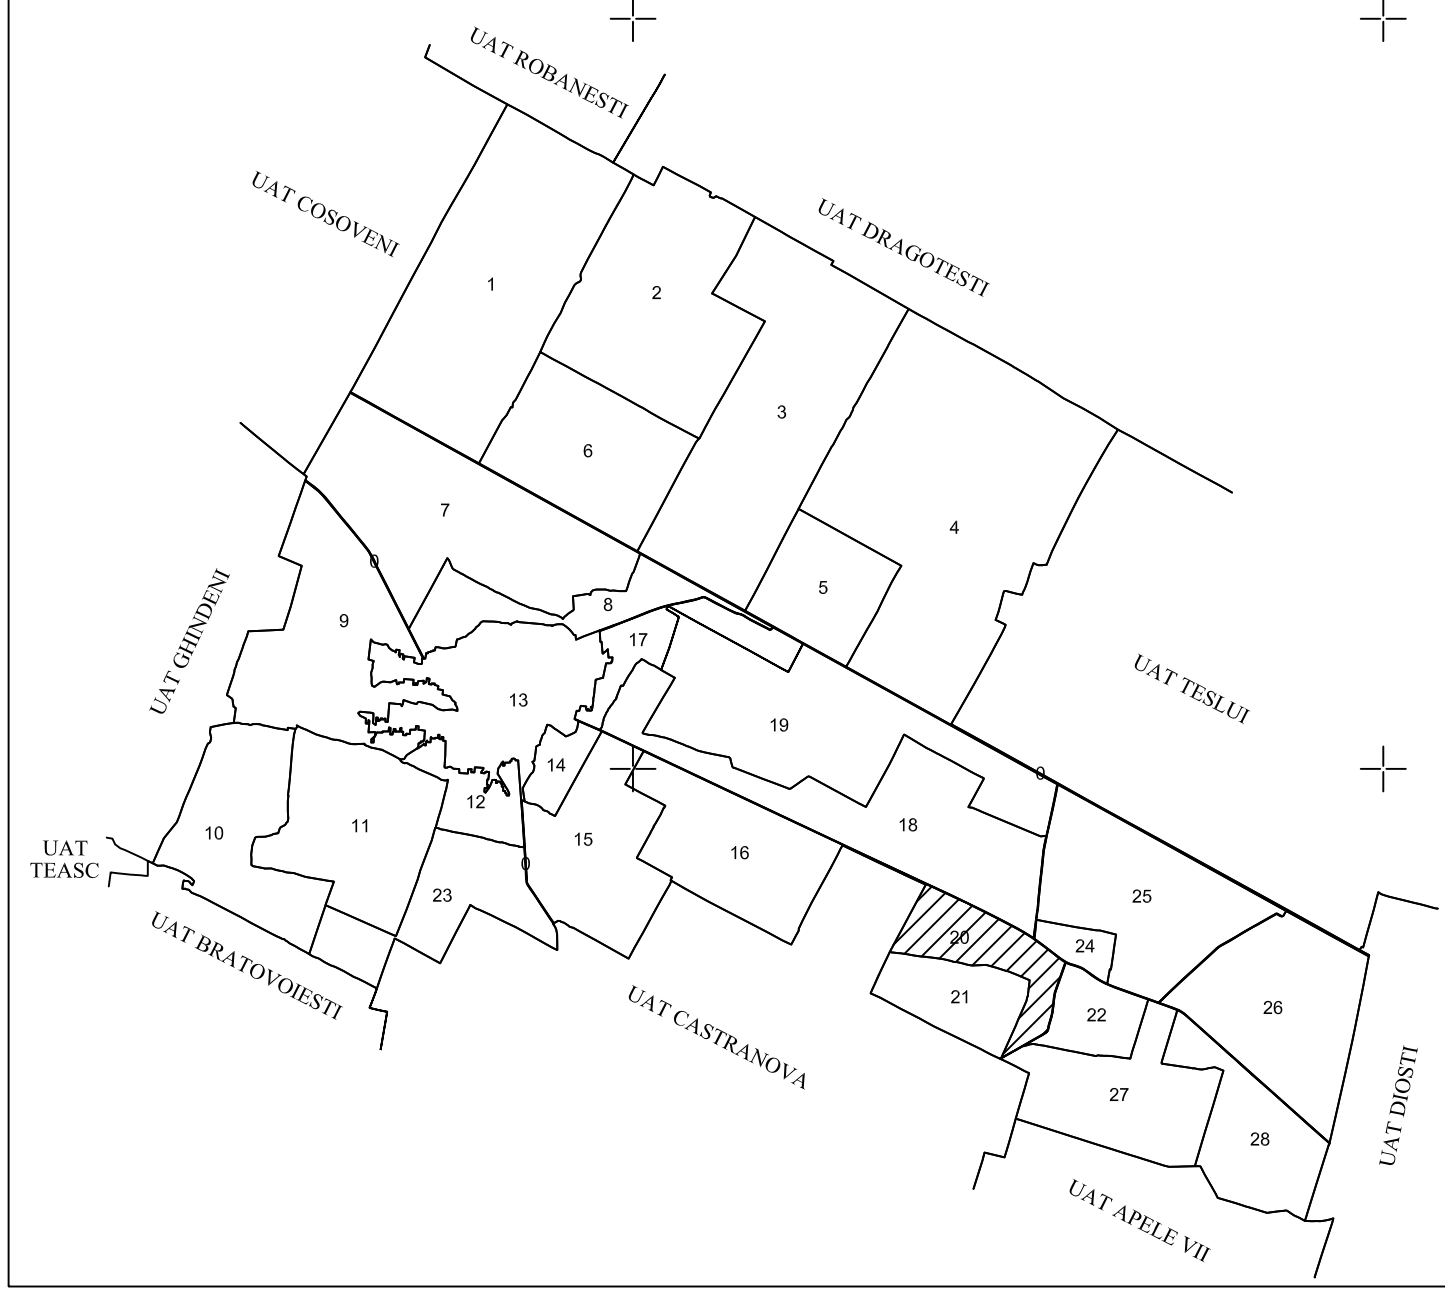 UAT ROBANESTI
UAT COSOVENI
UAT DRAGOTESTI
1
2
3
6
4
7
0
5
8
9
17
UAT GHINDENI
13
19
UAT TESLUI
14
0
12
10
11
15
18
16
UAT
TEASC
0
23
25
20
24
UAT BRATOVOIESTI
21
22
26
UAT CASTRANOVA
27
28
UAT DIOSTI
UAT APELE VII